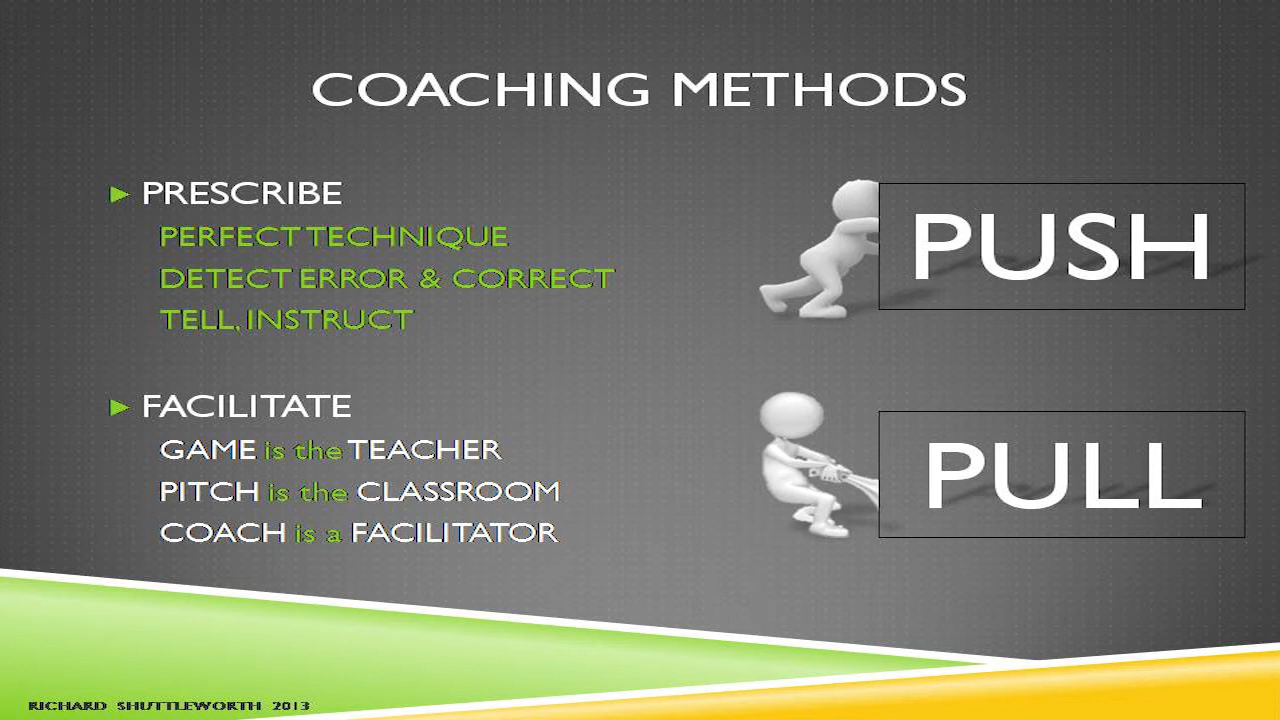 COACHING METHODS
► PRESCRIBE
PERFECT TECHNIQUE
DETECT ERROR & CORRECT
TELL, INSTRUCT
PUSH
► FACILITATE
GAME is the TEACHER
PITCH is the CLASSROOM
COACH is a FACILITATOR
PULL
RICHARD SHUTTLEWORTH 2013